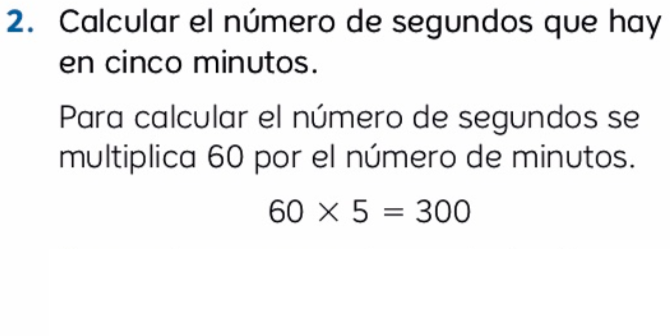 2. Calcular el número de segundos que hay
en cinco minutos.
Para calcular el número de segundos se
multiplica 60 por el número de minutos.
60 × 5 = 300